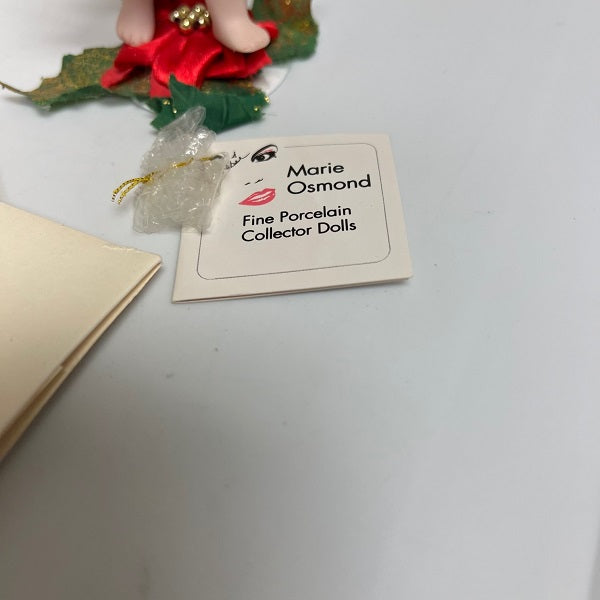 Marie
Osmond
Fine Porcelain
Collector Dolls